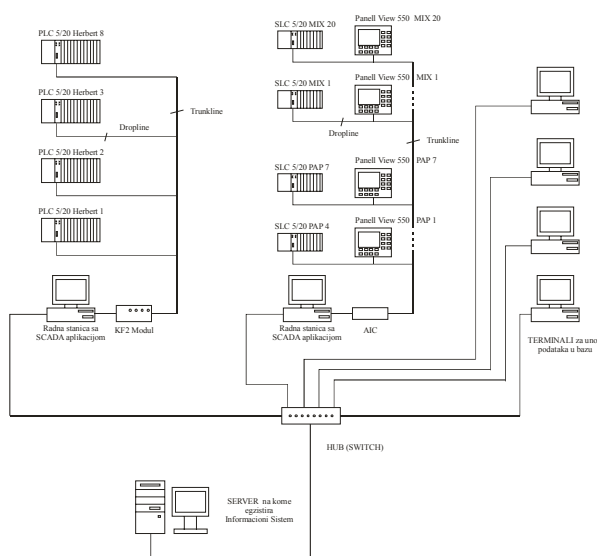 PLC 5/20 Herbert 8
PLC 5/20 Herbert 3
Dropline
Trunkline
PLC 5/20 Herbert 2
PLC 5/20 Herbert 1
Radna stanica sa
SCADA aplikacijom
KF2 Modul
SLC 5/20 MIX 20
Panell View 550 MIX 20
SLC 5/20 MIX 1
Panell View 550 MIX 1
Dropline
Trunkline
SLC 5/20 PAP 7
Panell View 550 PAP 7
SLC 5/20 PAP 4
Panell View 550 PAP 1
Radna stanica sa
SCADA aplikacijom
AIC
TERMINALI za uno
podataka u bazu
HUB (SWITCH)
SERVER na kome
egzistira
Informacioni Sistem